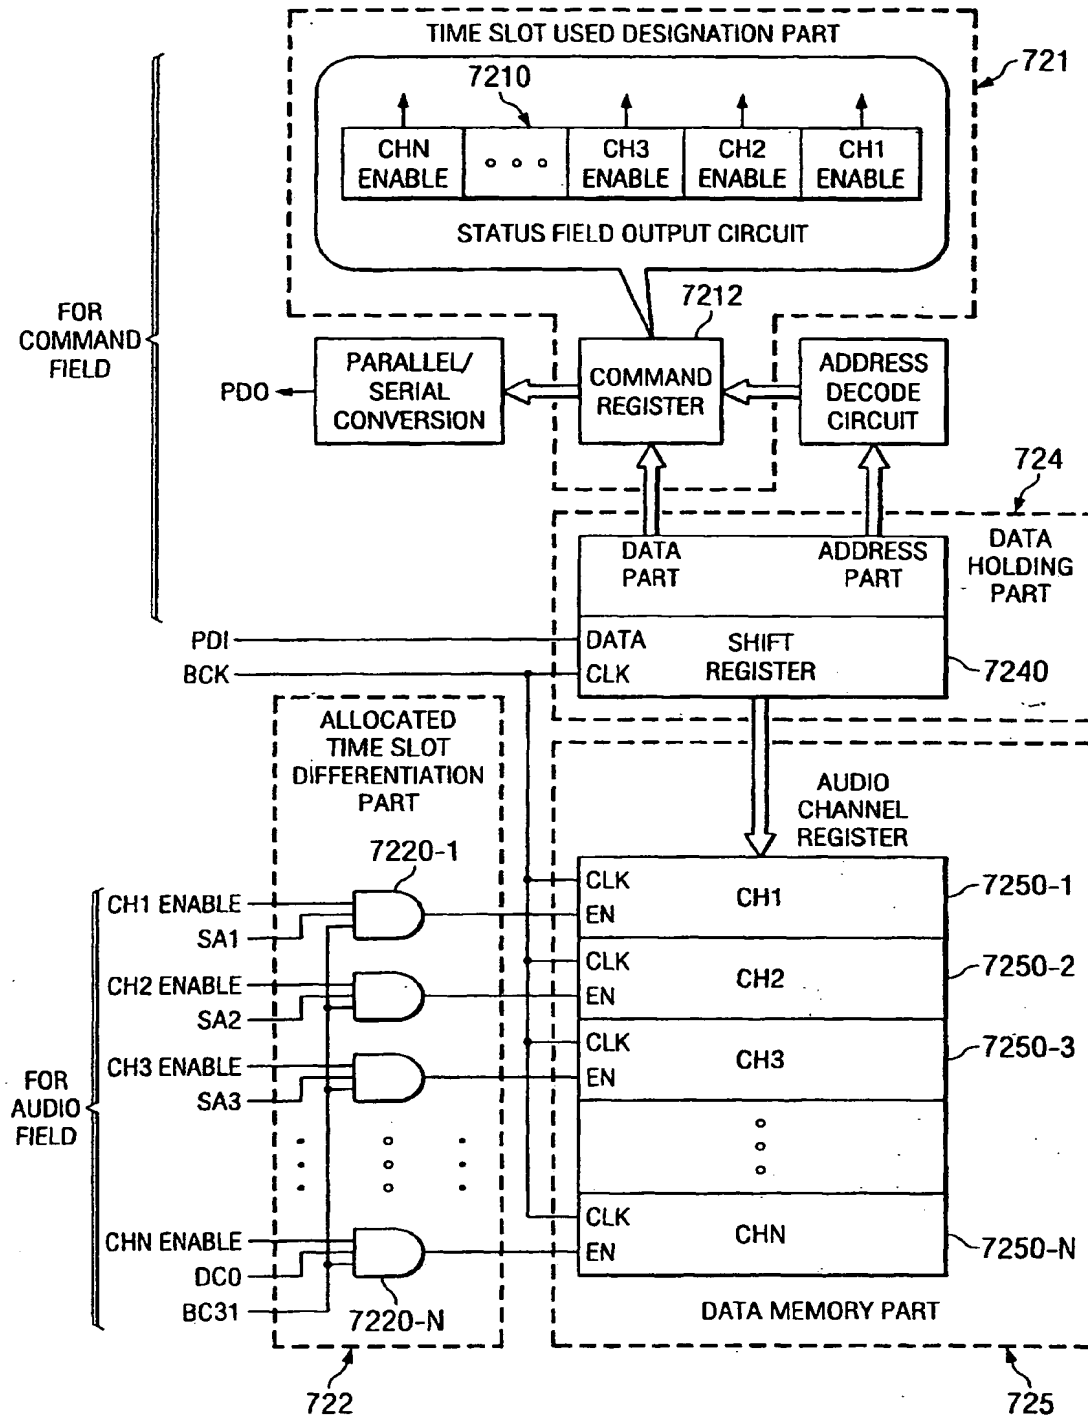 TIME SLOT USED DESIGNATION PART
721
7210
CHN
ENABLE
CH3
ENABLE
CH2
ENABLE
CH1
ENABLE
STATUS FIELD OUTPUT CIRCUIT
7212
FOR
COMMAND
FIELD
PDO
PARALLEL/
SERIAL
CONVERSION
COMMAND
REGISTER
ADDRESS
DECODE
CIRCUIT
724
DATA
PART
ADDRESS
PART
DATA
HOLDING
PART
PDI
DATA
BCK
CLK
SHIFT
REGISTER
7240
ALLOCATED
TIME SLOT
DIFFERENTIATION
PART
AUDIO
CHANNEL
REGISTER
7220-1
CH1 ENABLE
SA1
CLK
EN
CH1
7250-1
CH2 ENABLE
SA2
CLK
EN
CH2
7250-2
CH3 ENABLE
SA3
CLK
EN
CH3
7250-3
FOR
AUDIO
FIELD
CHN ENABLE
DC0
BC31
CLK
EN
CHN
7250-N
7220-N
DATA MEMORY PART
722
725